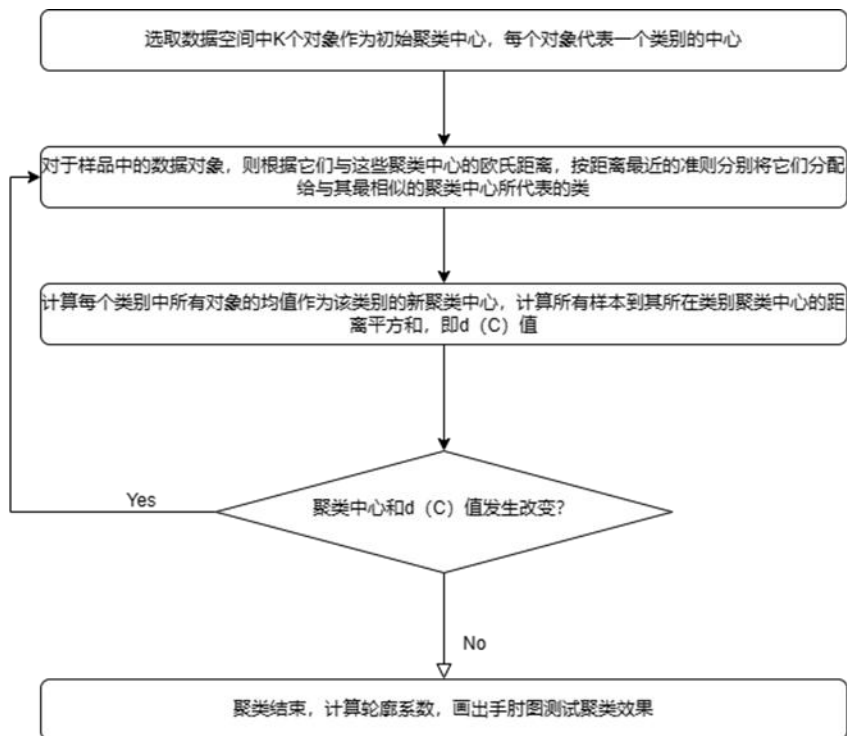 选取数据空间中K个对象作为初始聚类中心，每个对象代表一个类别的中心
对于样品中的数据对象，则根据它们与这些聚类中心的欧氏距离，按距离最近的准则分别将它们分配
给与其最相似的聚类中心所代表的类
计算每个类别中所有对象的均值作为该类别的新聚类中心，计算所有样本到其所在类别聚类中心的距
离平方和，即d（C）值
Yes
聚类中心和d（C）值发生改变?
No
聚类结束，计算轮廓系数，画出手肘图测试聚类效果